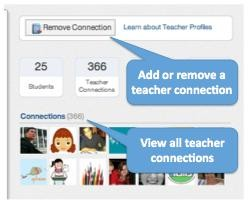 Remove Connection
Learn about Teacher Profiles
25
366
Students
Teacher
Connections
Add or remove a
teacher connection
Connections (366)
View all teacher
connections